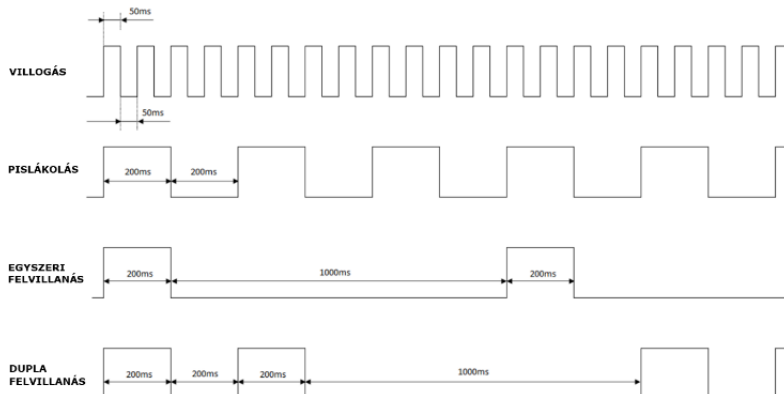 50ms
VILLOGÁS
50ms
PISLÁKOLÁS
200ms
200ms
EGYSZERI
FELVILLANÁS
200ms
1000ms
200ms
DUPLA
FELVILLANÁS
200ms
200ms
200ms
1000ms